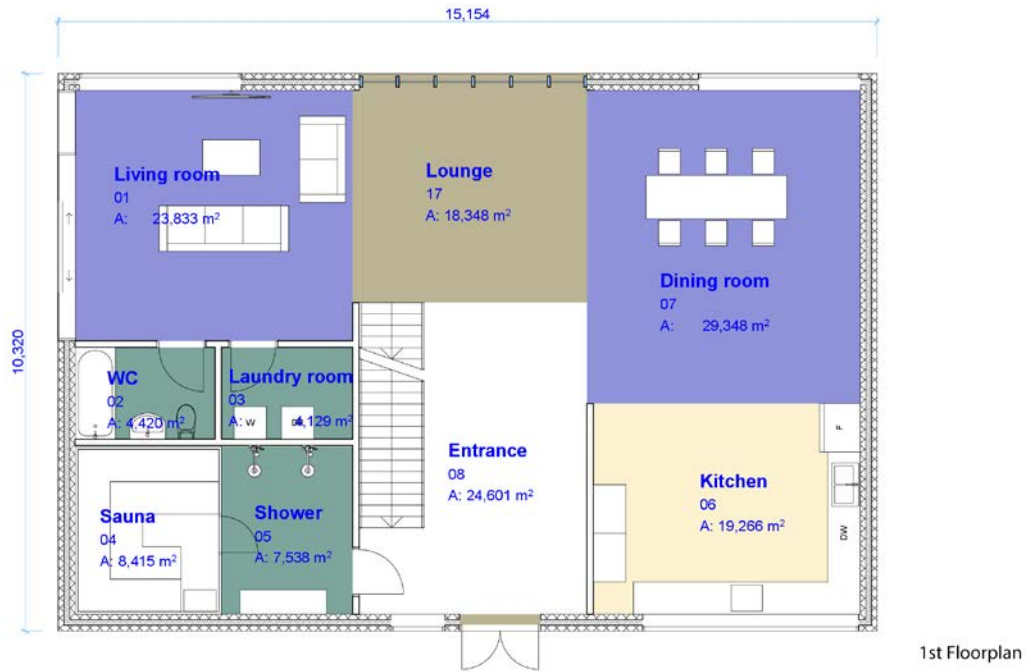 15,154
10,320
Living room
01
A: 23,833 m²
Lounge
17
A: 18,348 m²
Dining room
07
A: 29,348 m²
WC
02
A: 4,420 m²
Laundry room
03
A: 4,129 m²
W
Entrance
08
A: 24,601 m²
Kitchen
06
A: 19,266 m²
F
DW
Sauna
04
A: 8,415 m²
Shower
05
A: 7,538 m²
1st Floorplan